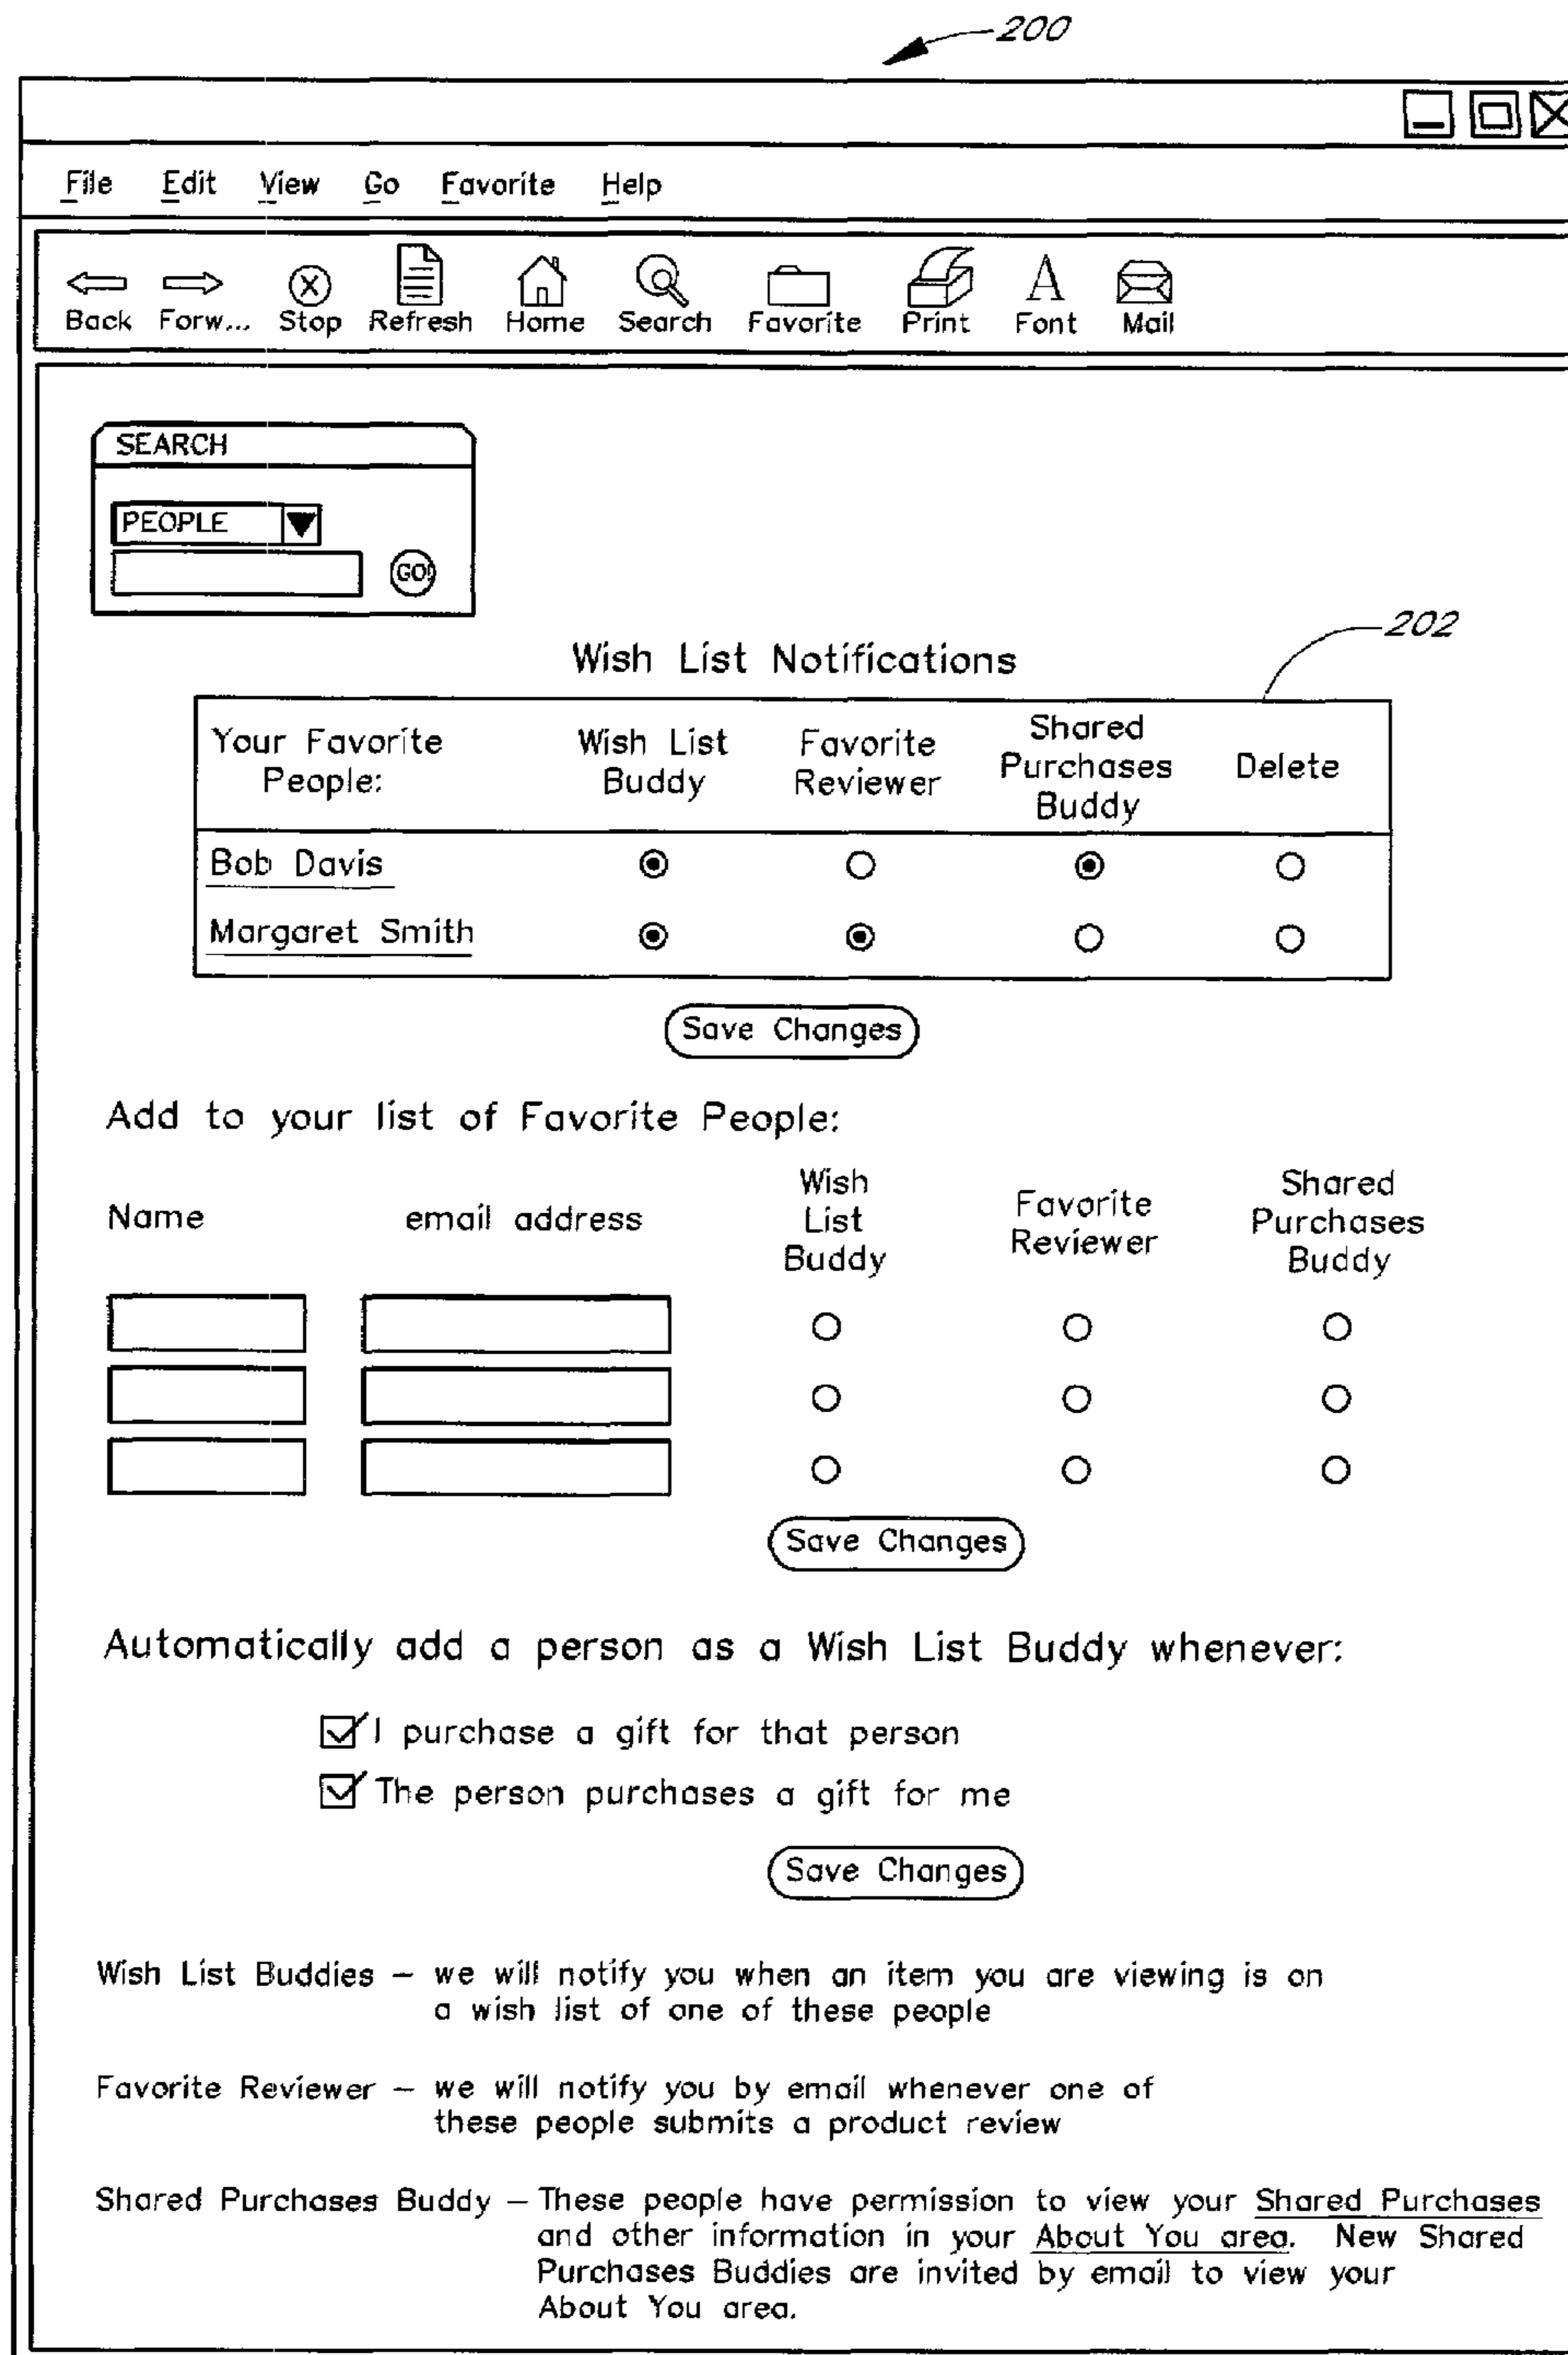 200
File Edit View Go Favorite Help
Back Forw... Stop Refresh Home Search Favorite Print Font Mail
SEARCH
PEOPLE
GO!
202
Wish List Notifications
Your Favorite People: Wish List Buddy Favorite Reviewer Shared Purchases Buddy Delete
Bob Davis
Margaret Smith
Save Changes
Add to your list of Favorite People:
Name email address Wish List Buddy Favorite Reviewer Shared Purchases Buddy
Save Changes
Automatically add a person as a Wish List Buddy whenever:
I purchase a gift for that person
The person purchases a gift for me
Save Changes
Wish List Buddies – we will notify you when an item you are viewing is on
a wish list of one of these people
Favorite Reviewer – we will notify you by email whenever one of
these people submits a product review
Shared Purchases Buddy – These people have permission to view your Shared Purchases
and other information in your About You area. New Shared
Purchases Buddies are invited by email to view your
About You area.